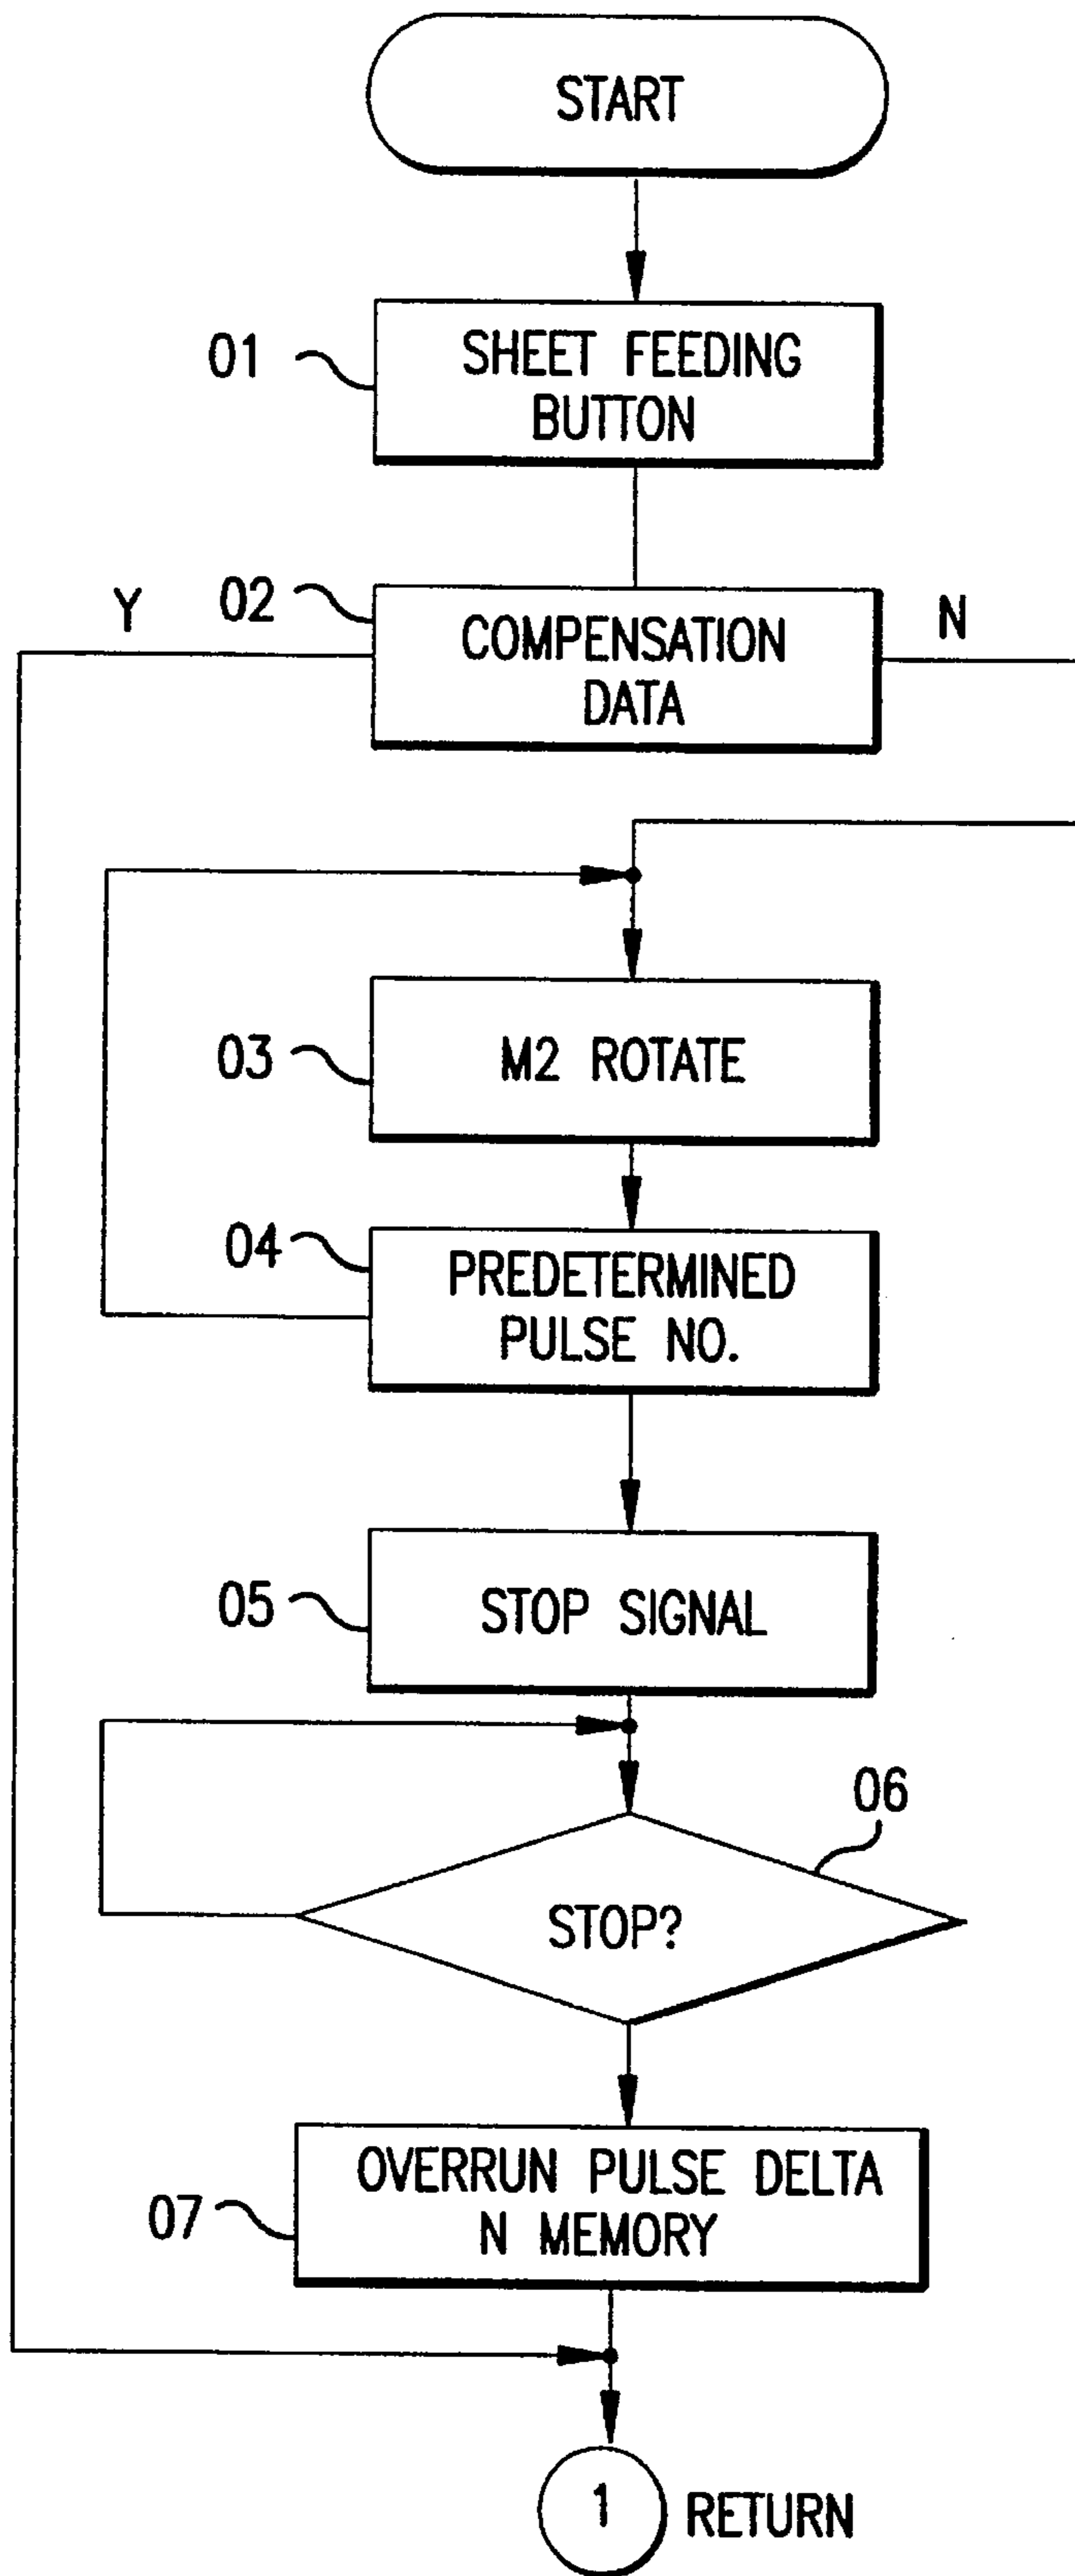 START
01
SHEET FEEDING
BUTTON
Y
02
COMPENSATION
DATA
N
03
M2 ROTATE
04
PREDETERMINED
PULSE NO.
05
STOP SIGNAL
06
STOP?
07
OVERRUN PULSE DELTA
N MEMORY
1
RETURN